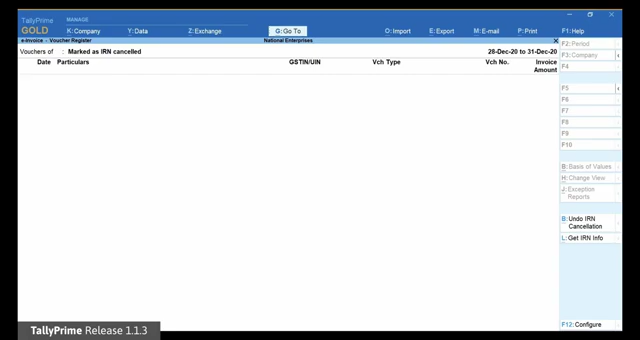 TallyPrime MANAGE
GOLD K:Company Y:Data Z:Exchange G:Go To O:Import E:Export M:E-mail P:Print F1:Help
e-Invoice - Voucher Register National Enterprises
Vouchers of : Marked as IRN cancelled 28-Dec-20 to 31-Dec-20
Date Particulars GSTIN/UIN Vch Type Vch No. Invoice
Amount
F2:Period
F3:Company
F4
F5
F6
F7
F8
F9
F10
B:Basis of Values
H:Change View
J:Exception
Reports
B:Undo IRN
Cancellation
L:Get IRN Info
F12:Configure
TallyPrime Release 1.1.3